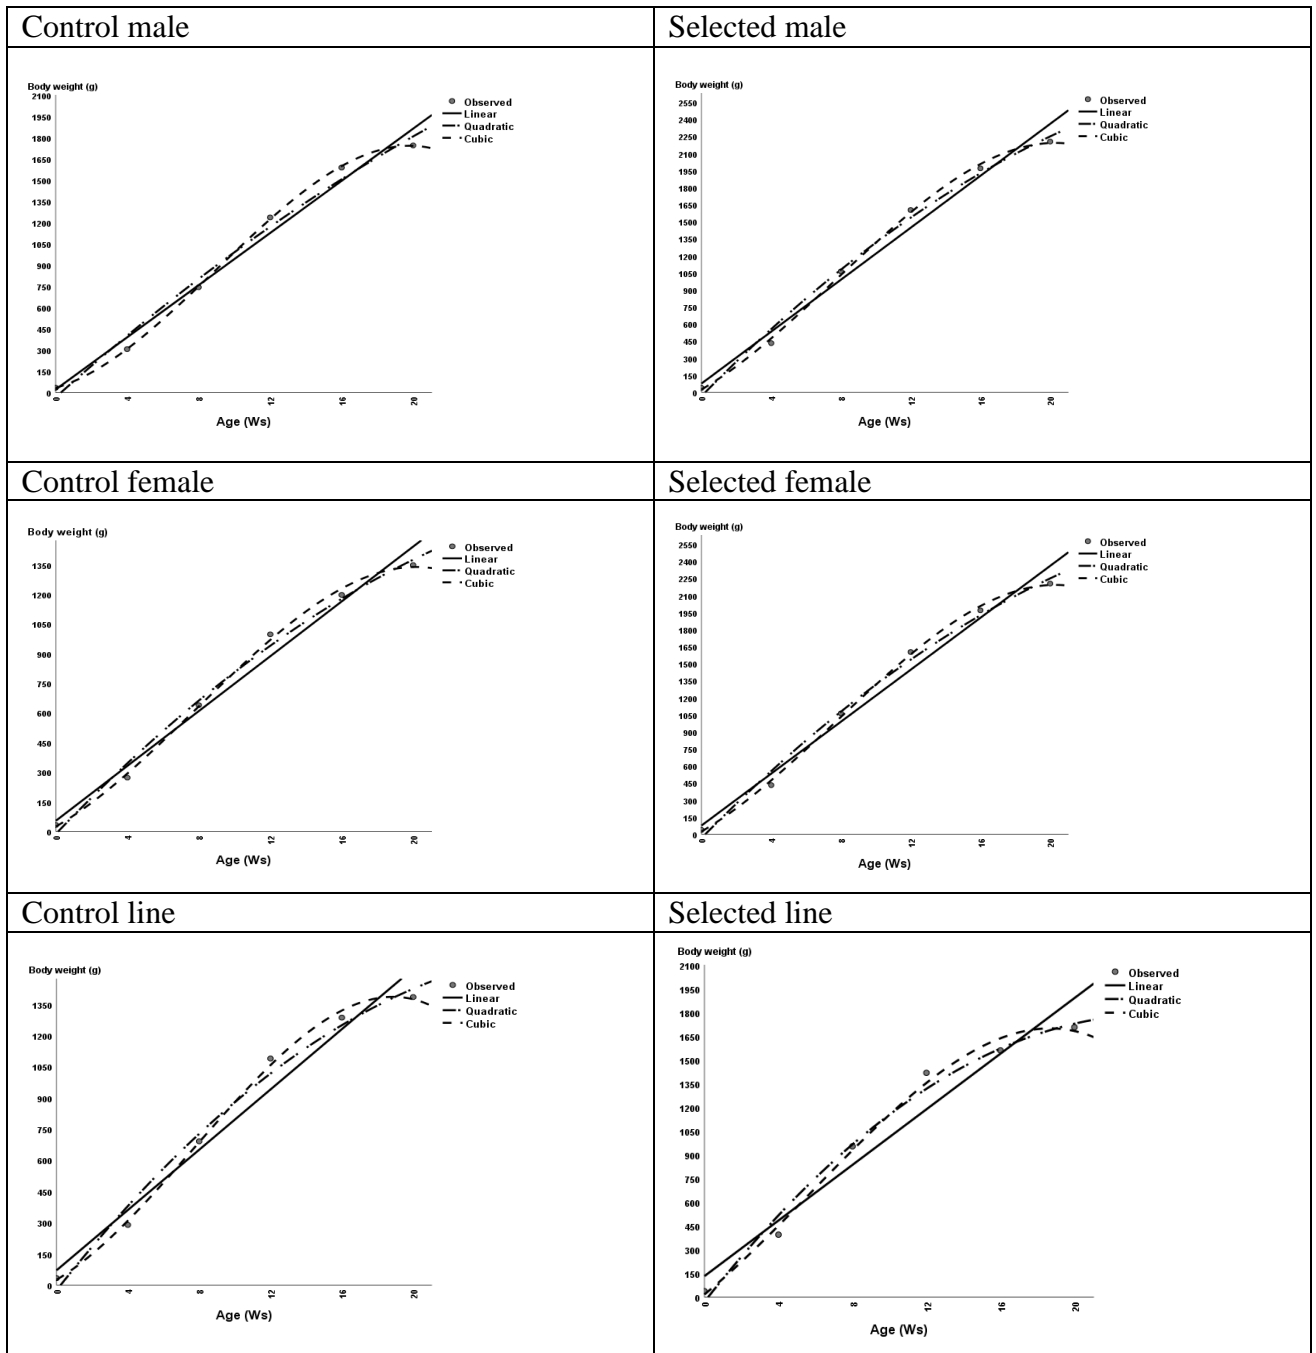 Control male
Selected male
Body weight (g)
2100
1950
1800
1650
1500
1350
1200
1050
900
750
600
450
300
150
0
0 4 8 12 16 20
Age (Ws)
Observed
Linear
Quadratic
Cubic
Body weight (g)
2550
2400
2250
2100
1950
1800
1650
1500
1350
1200
1050
900
750
600
450
300
150
0
0 4 8 12 16 20
Age (Ws)
Observed
Linear
Quadratic
Cubic
Control female
Selected female
Body weight (g)
1350
1200
1050
900
750
600
450
300
150
0
0 4 8 12 16 20
Age (Ws)
Observed
Linear
Quadratic
Cubic
Body weight (g)
2550
2400
2250
2100
1950
1800
1650
1500
1350
1200
1050
900
750
600
450
300
150
0
0 4 8 12 16 20
Age (Ws)
Observed
Linear
Quadratic
Cubic
Control line
Selected line
Body weight (g)
1350
1200
1050
900
750
600
450
300
150
0
0 4 8 12 16 20
Age (Ws)
Observed
Linear
Quadratic
Cubic
Body weight (g)
2100
1950
1800
1650
1500
1350
1200
1050
900
750
600
450
300
150
0
0 4 8 12 16 20
Age (Ws)
Observed
Linear
Quadratic
Cubic